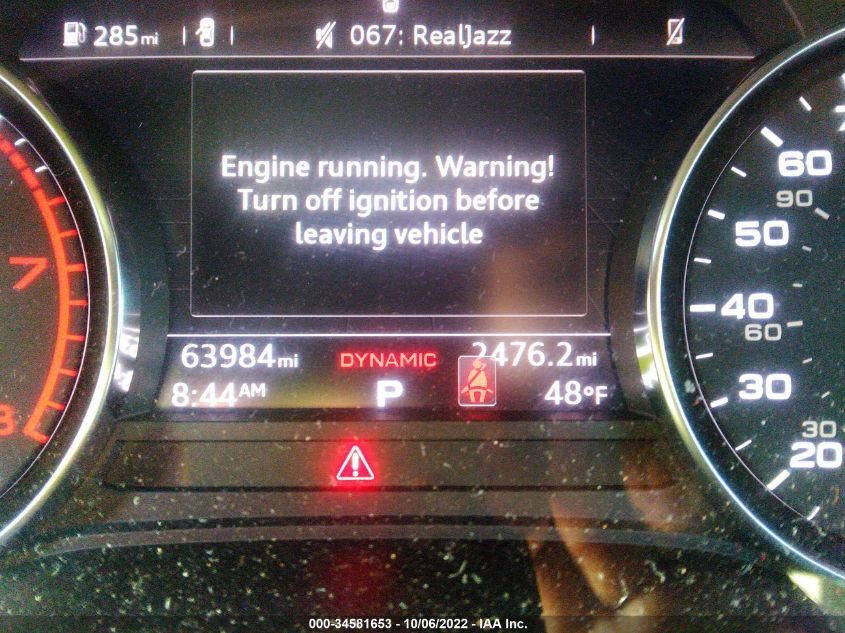 285mi 067: RealJazz
Engine running. Warning!
Turn off ignition before
leaving vehicle
63984mi DYNAMIC 2476.2mi
8:44AM P 48°F
7
8
60
90
50
40
60
30
30
20
000-34581653 - 10/06/2022 - IAA Inc.